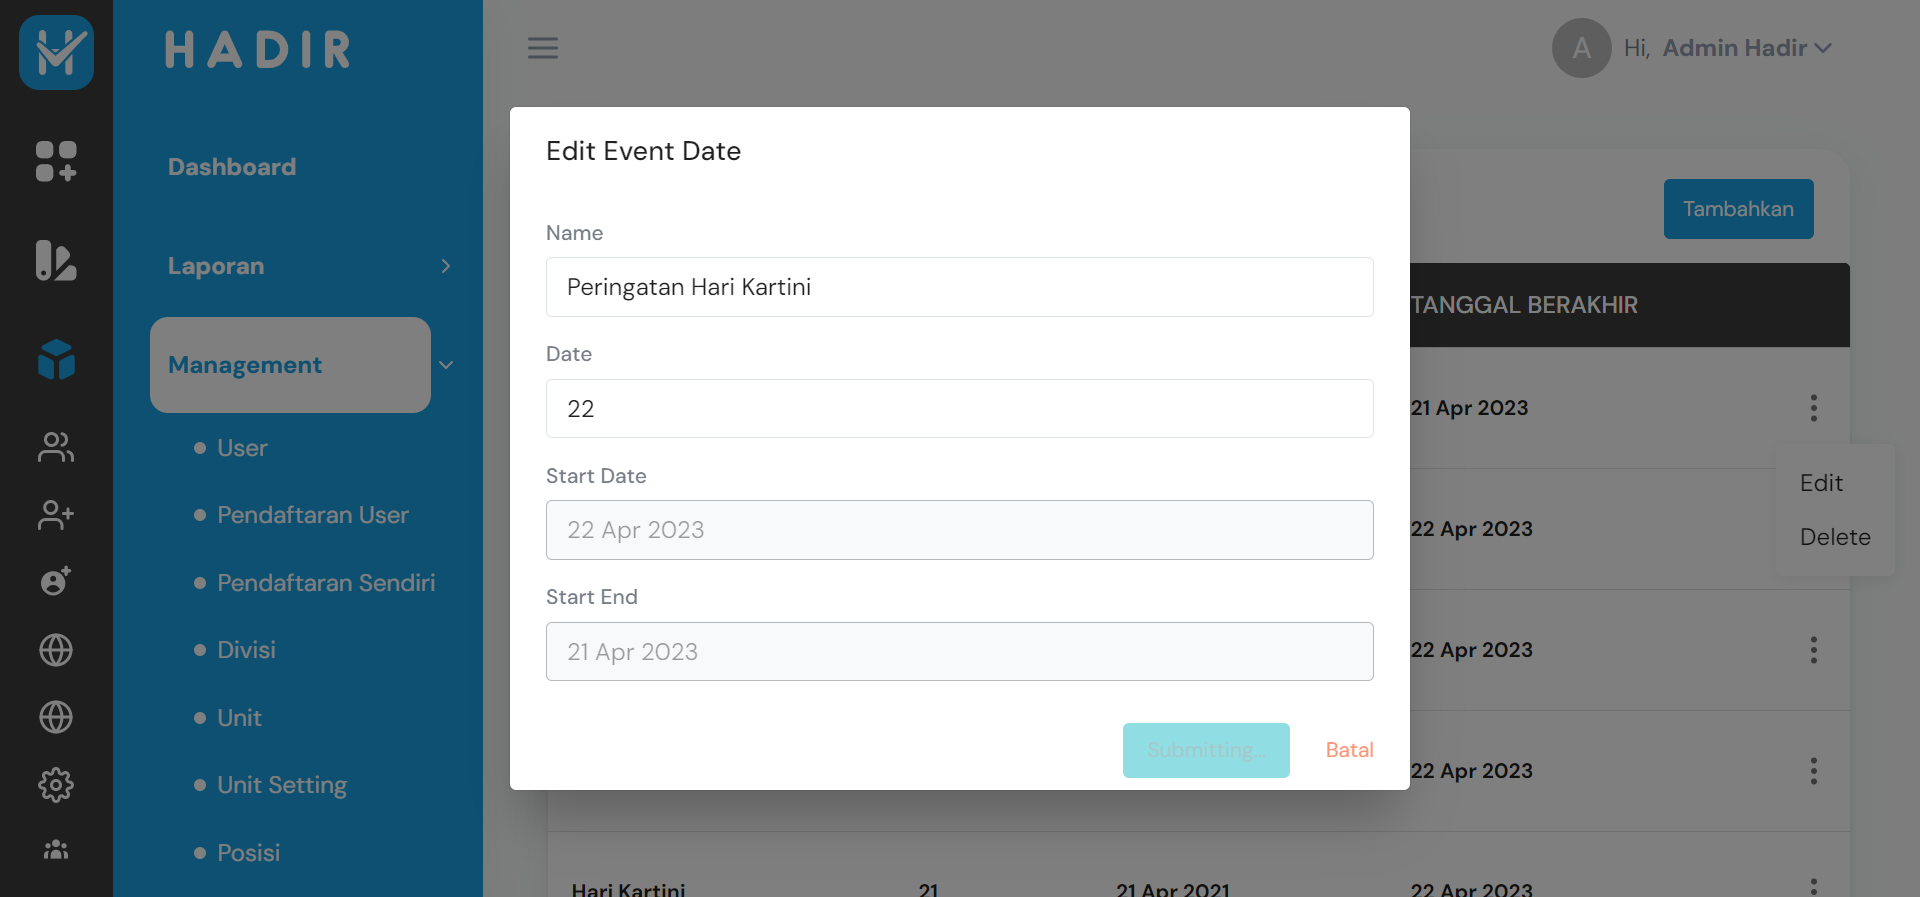 HADIR
A Hi, Admin Hadir
Dashboard
Laporan
Management
User
Pendaftaran User
Pendaftaran Sendiri
Divisi
Unit
Unit Setting
Posisi
Tambahkan
TANGGAL BERAKHIR
21 Apr 2023
Edit
Delete
22 Apr 2023
22 Apr 2023
22 Apr 2023
Hari Kartini 21 21 Apr 2021 22 Apr 2023
Edit Event Date
Name
Peringatan Hari Kartini
Date
22
Start Date
22 Apr 2023
Start End
21 Apr 2023
Submitting...
Batal